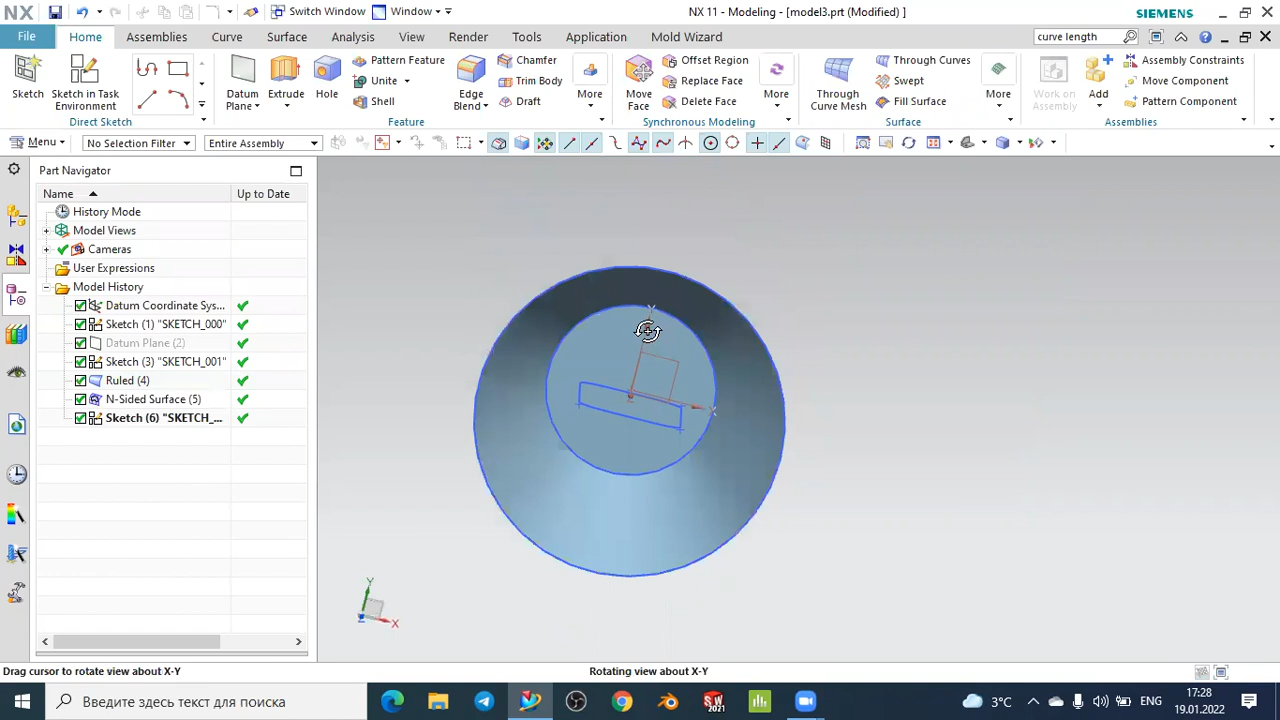 NX
Switch Window
Window
NX 11 - Modeling - [model3.prt (Modified) ]
SIEMENS
File
Home
Assemblies
Curve
Surface
Analysis
View
Render
Tools
Application
Mold Wizard
curve length
Sketch
Sketch in Task
Environment
Direct Sketch
Datum
Plane
Extrude
Hole
Pattern Feature
Unite
Shell
Edge
Blend
Chamfer
Trim Body
Draft
More
Feature
Move
Face
Offset Region
Replace Face
Delete Face
More
Synchronous Modeling
Through
Curve Mesh
Through Curves
Swept
Fill Surface
More
Surface
Work on
Assembly
Add
Assembly Constraints
Move Component
Pattern Component
Assemblies
Menu
No Selection Filter
Entire Assembly
Part Navigator
Name
Up to Date
History Mode
Model Views
Cameras
User Expressions
Model History
Datum Coordinate Sys...
Sketch (1) "SKETCH_000"
Datum Plane (2)
Sketch (3) "SKETCH_001"
Ruled (4)
N-Sided Surface (5)
Sketch (6) "SKETCH_...
Y
X
Z
Y
Z
X
Drag cursor to rotate view about X-Y
Rotating view about X-Y
Введите здесь текст для поиска
SW
2021
3°C
ENG
17:28
19.01.2022